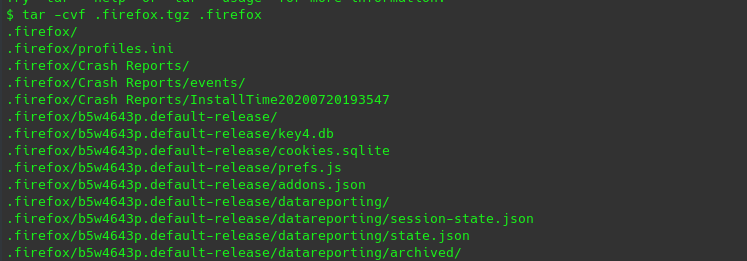 $ tar -cvf .firefox.tgz .firefox
.firefox/
.firefox/profiles.ini
.firefox/Crash Reports/
.firefox/Crash Reports/events/
.firefox/Crash Reports/InstallTime20200720193547
.firefox/b5w4643p.default-release/
.firefox/b5w4643p.default-release/key4.db
.firefox/b5w4643p.default-release/cookies.sqlite
.firefox/b5w4643p.default-release/prefs.js
.firefox/b5w4643p.default-release/addons.json
.firefox/b5w4643p.default-release/datareporting/
.firefox/b5w4643p.default-release/datareporting/session-state.json
.firefox/b5w4643p.default-release/datareporting/state.json
.firefox/b5w4643p.default-release/datareporting/archived/